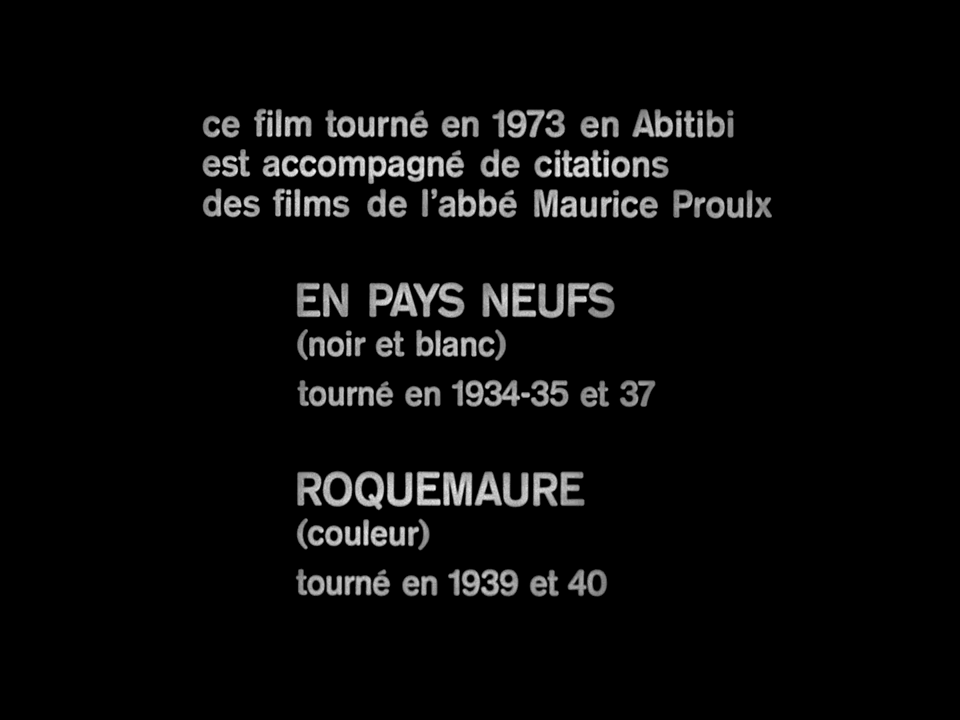 ce film tourné en 1973 en Abitibi
est accompagné de citations
des films de l'abbé Maurice Proulx
EN PAYS NEUFS
(noir et blanc)
tourné en 1934-35 et 37
ROQUEMAURE
(couleur)
tourné en 1939 et 40